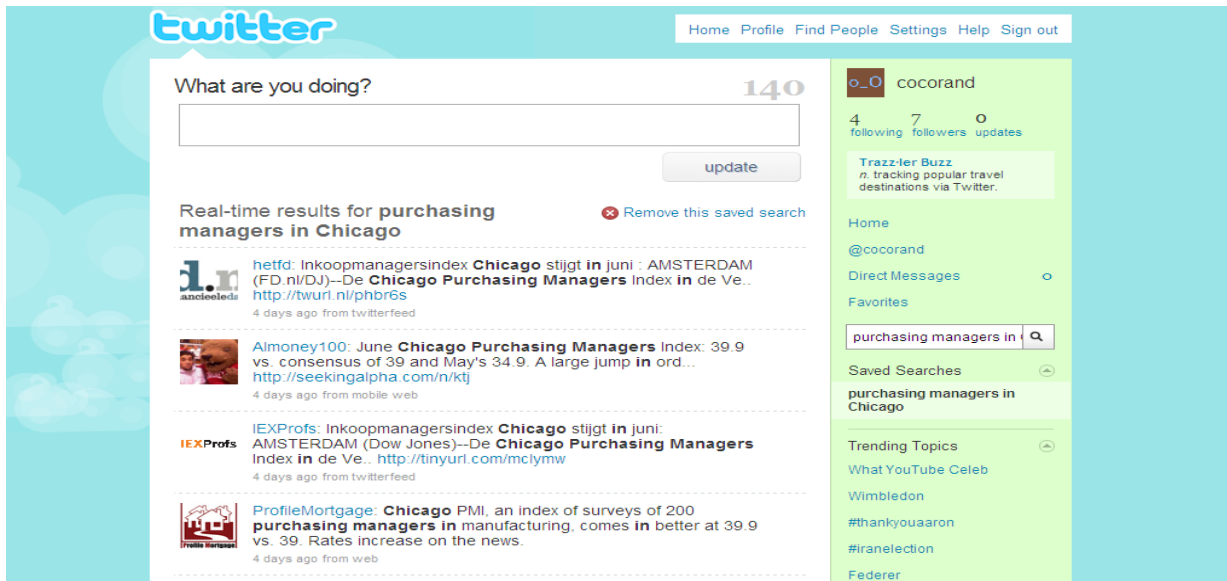 twitter
Home Profile Find People Settings Help Sign out
What are you doing?
140
update
Real-time results for purchasing
managers in Chicago
Remove this saved search
d.n
ancieeleda
hetfd: Inkoopmanagersindex Chicago stijgt in juni : AMSTERDAM
(FD.nl/DJ)--De Chicago Purchasing Managers Index in de Ve..
http://twurl.nl/phbr6s
4 days ago from twitterfeed
Almoney100: June Chicago Purchasing Managers Index: 39.9
vs. consensus of 39 and May's 34.9. A large jump in ord...
http://seekingalpha.com/n/ktj
4 days ago from mobile web
IEXProfs
IEXProfs: Inkoopmanagersindex Chicago stijgt in juni:
AMSTERDAM (Dow Jones)--De Chicago Purchasing Managers
Index in de Ve.. http://tinyurl.com/mclymw
4 days ago from twitterfeed
Profile Mortgage
ProfileMortgage: Chicago PMI, an index of surveys of 200
purchasing managers in manufacturing, comes in better at 39.9
vs. 39. Rates increase on the news.
4 days ago from web
o_O
cocorand
4 7 0
following followers updates
Trazz·ler Buzz
n. tracking popular travel
destinations via Twitter.
Home
@cocorand
Direct Messages 0
Favorites
purchasing managers in
Saved Searches
purchasing managers in
Chicago
Trending Topics
What YouTube Celeb
Wimbledon
#thankyouaaron
#iranelection
Federer